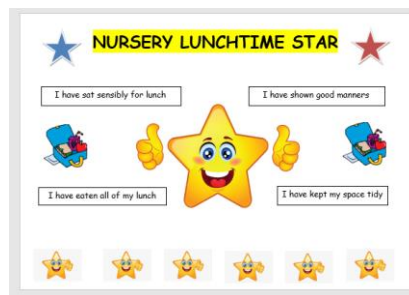 NURSERY LUNCHTIME STAR
I have sat sensibly for lunch
I have shown good manners
I have eaten all of my lunch
I have kept my space tidy